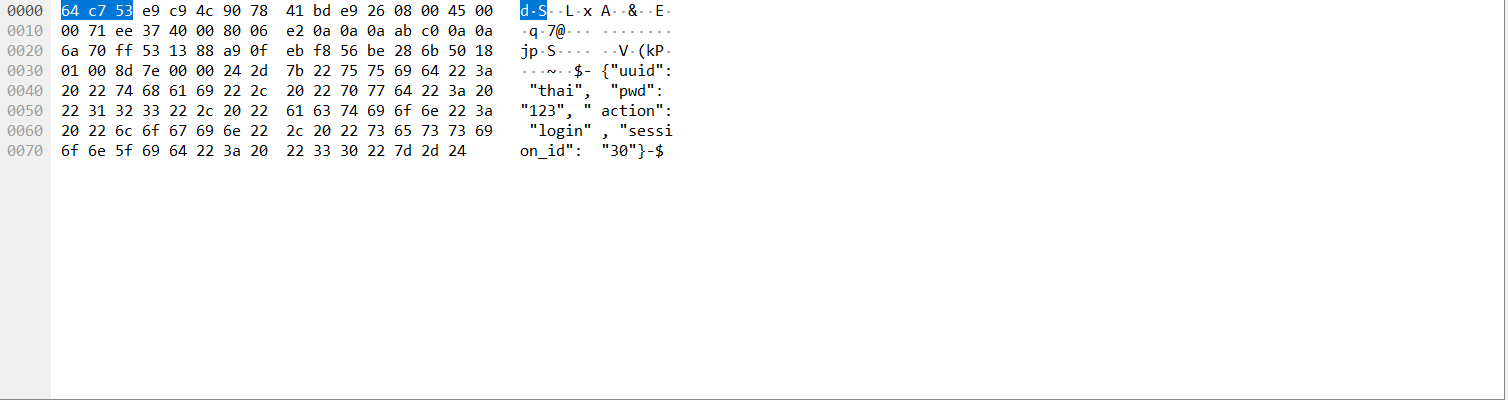 0000 64 c7 53 e9 c9 4c 90 78 41 bd e9 26 08 00 45 00 d·S··L·x A··&··E·
0010 00 71 ee 37 40 00 80 06 e2 0a 0a 0a ab c0 0a 0a ·q·7@··· ········
0020 6a 70 ff 53 13 88 a9 0f eb f8 56 be 28 6b 50 18 jp·S···· ··V·(kP·
0030 01 00 8d 7e 00 00 24 2d 7b 22 75 75 69 64 22 3a ···~··$- {"uuid":
0040 20 22 74 68 61 69 22 2c 20 22 70 77 64 22 3a 20 "thai", "pwd":
0050 22 31 32 33 22 2c 20 22 61 63 74 69 6f 6e 22 3a "123", " action":
0060 20 22 6c 6f 67 69 6e 22 2c 20 22 73 65 73 73 69 "login" , "sessi
0070 6f 6e 5f 69 64 22 3a 20 22 33 30 22 7d 2d 24 on_id": "30"}-$